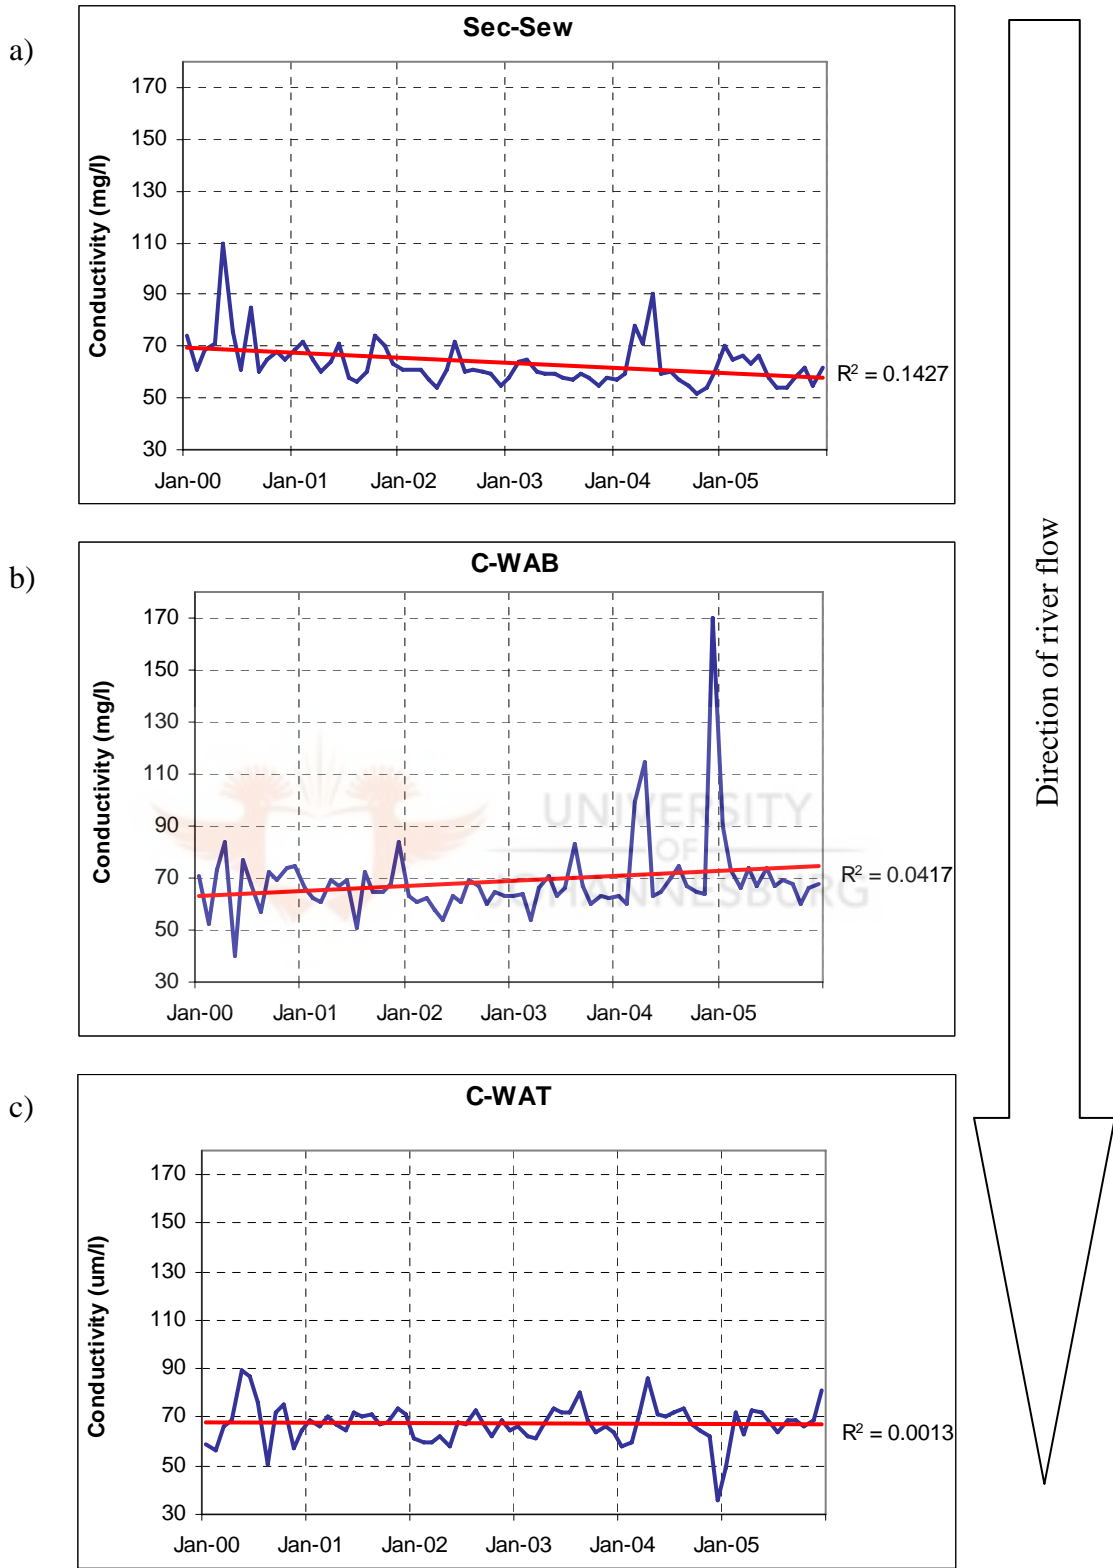 a)
Sec-Sew
Conductivity (mg/l)
170
150
130
110
90
70
50
30
Jan-00 Jan-01 Jan-02 Jan-03 Jan-04 Jan-05
R² = 0.1427
b)
C-WAB
Conductivity (mg/l)
170
150
130
110
90
70
50
30
Jan-00 Jan-01 Jan-02 Jan-03 Jan-04 Jan-05
R² = 0.0417
UNIVERSITY
OF
JOHANNESBURG
c)
C-WAT
Conductivity (um/l)
170
150
130
110
90
70
50
30
Jan-00 Jan-01 Jan-02 Jan-03 Jan-04 Jan-05
R² = 0.0013
Direction of river flow